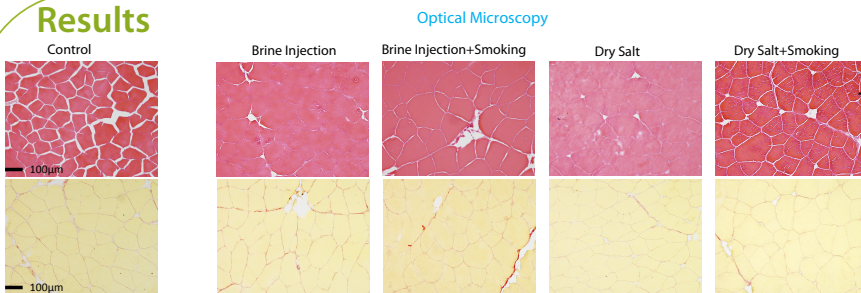 Results
Optical Microscopy
Control
Brine Injection
Brine Injection+Smoking
Dry Salt
Dry Salt+Smoking
100µm
100µm